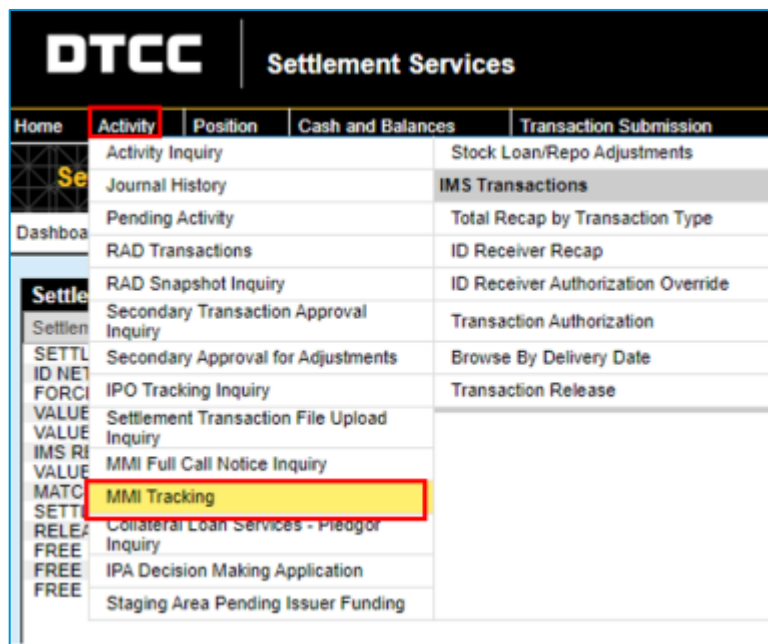 DTCC
Settlement Services
Home Activity Position Cash and Balances Transaction Submission
Activity Inquiry
Journal History
Pending Activity
RAD Transactions
RAD Snapshot Inquiry
Secondary Transaction Approval
Inquiry
Secondary Approval for Adjustments
IPO Tracking Inquiry
Settlement Transaction File Upload
Inquiry
MMI Full Call Notice Inquiry
MMI Tracking
Collateral Loan Services - Pledgor
Inquiry
IPA Decision Making Application
Staging Area Pending Issuer Funding
Stock Loan/Repo Adjustments
IMS Transactions
Total Recap by Transaction Type
ID Receiver Recap
ID Receiver Authorization Override
Transaction Authorization
Browse By Delivery Date
Transaction Release
Se
Dashboa
Settle
Settlem
SETTL
ID NET
FORCI
VALUE
VALUE
IMS RE
VALUE
MATC
SETTL
RELEA
FREE
FREE
FREE